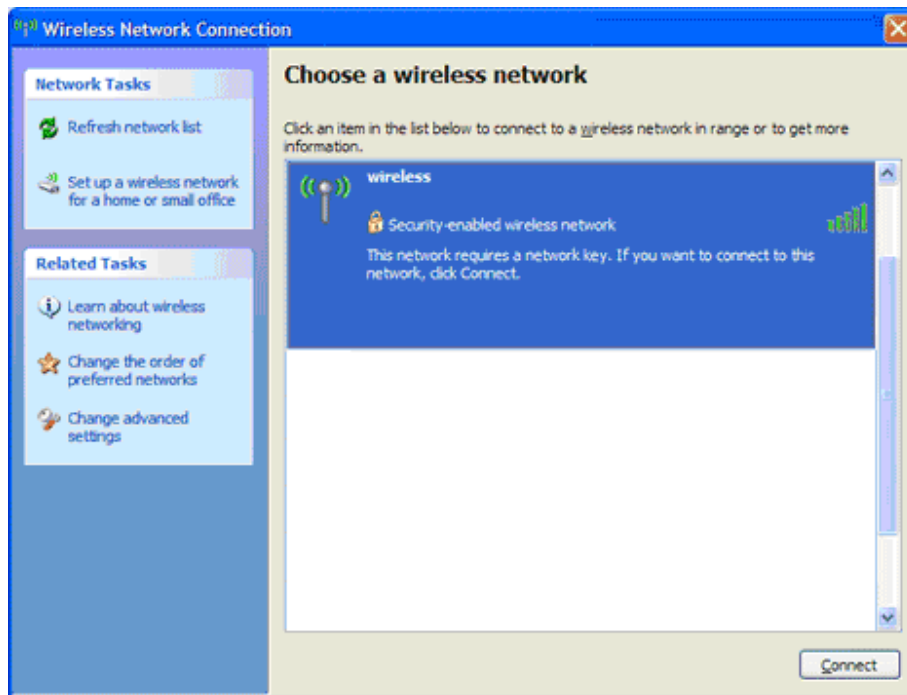 Wireless Network Connection
Network Tasks
Refresh network list
Set up a wireless network
for a home or small office
Related Tasks
Learn about wireless
networking
Change the order of
preferred networks
Change advanced
settings
Choose a wireless network
Click an item in the list below to connect to a wireless network in range or to get more
information.
wireless
Security-enabled wireless network
This network requires a network key. If you want to connect to this
network, click Connect.
Connect